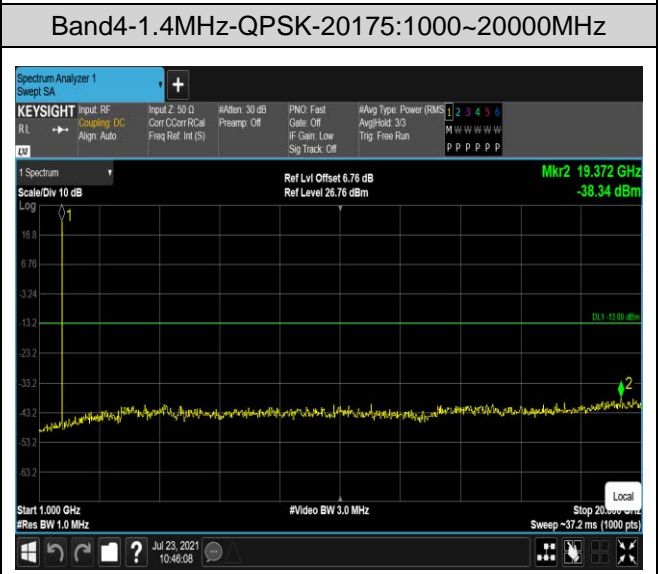 Band4-1.4MHz-QPSK-20175:1000~20000MHz
Spectrum Analyzer 1
Swept SA
+
KEYSIGHT
RL
Input: RF
Coupling: DC
Align: Auto
Input Z: 50 Ω
Corr CCorr RCal
Freq Ref: Int (S)
#Atten: 30 dB
Preamp: Off
PNO: Fast
Gate: Off
IF Gain: Low
Sig Track: Off
#Avg Type: Power (RMS
Avg|Hold: 3/3
Trig: Free Run
1 2 3 4 5 6
M W W W W W
P P P P P P
LXI
1 Spectrum
Scale/Div 10 dB
Ref Lvl Offset 6.76 dB
Ref Level 26.76 dBm
Mkr2 19.372 GHz
-38.34 dBm
Log
1
16.8
6.76
-3.24
-13.2
DL1 -13.00 dBm
-23.2
-33.2
2
-43.2
-53.2
-63.2
Local
Start 1.000 GHz
#Video BW 3.0 MHz
Stop 20.
#Res BW 1.0 MHz
Sweep ~37.2 ms (1000 pts)
?
Jul 23, 2021
10:46:08